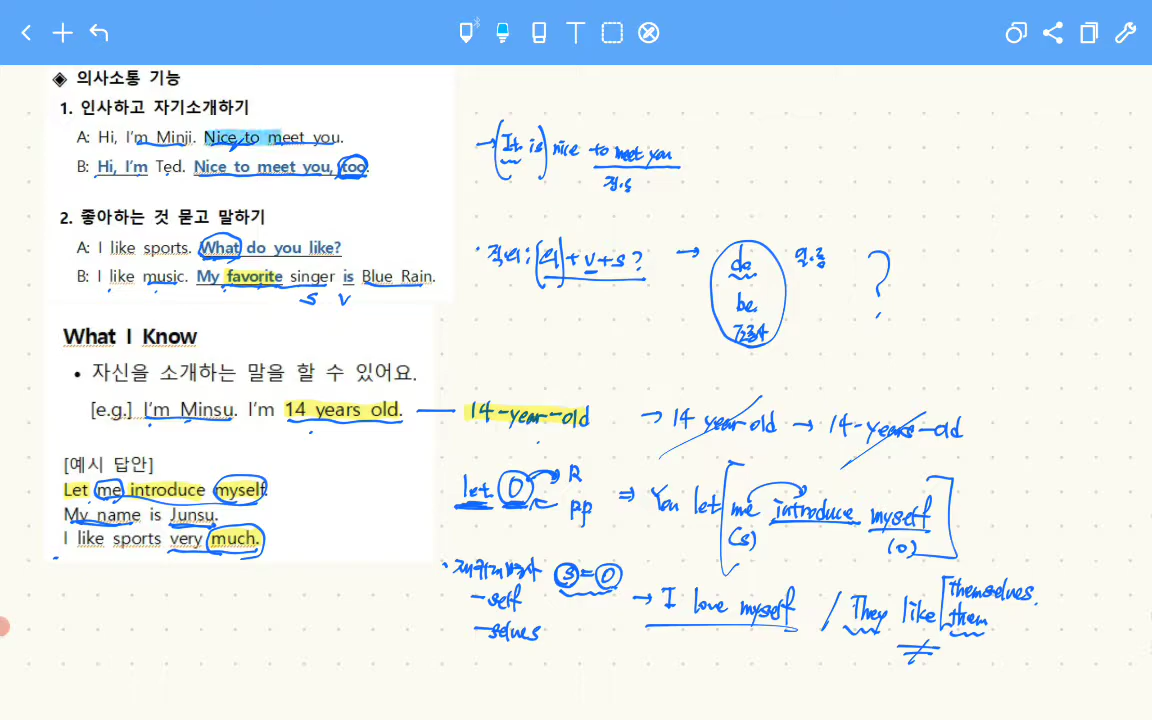 ◈ 의사소통 기능
1. 인사하고 자기소개하기
A: Hi, I'm Minji. Nice to meet you.
B: Hi, I'm Ted. Nice to meet you, too.
→ (It is) nice to meet you
2. 좋아하는 것 묻고 말하기
A: I like sports. What do you like?
B: I like music. My favorite singer is Blue Rain.
S V
+ V + S ? → do
be
?
What I Know
• 자신을 소개하는 말을 할 수 있어요.
[e.g.] I'm Minsu. I'm 14 years old. — 14-year-old → 14 year old → 14-years-old
[예시 답안]
Let me introduce myself.
My name is Junsu.
I like sports very much.
let O R
PP
⇒ You let [me introduce myself]
(S) (O)
S = O
-self
-selves
→ I love myself / They like [themselves.
them
≠